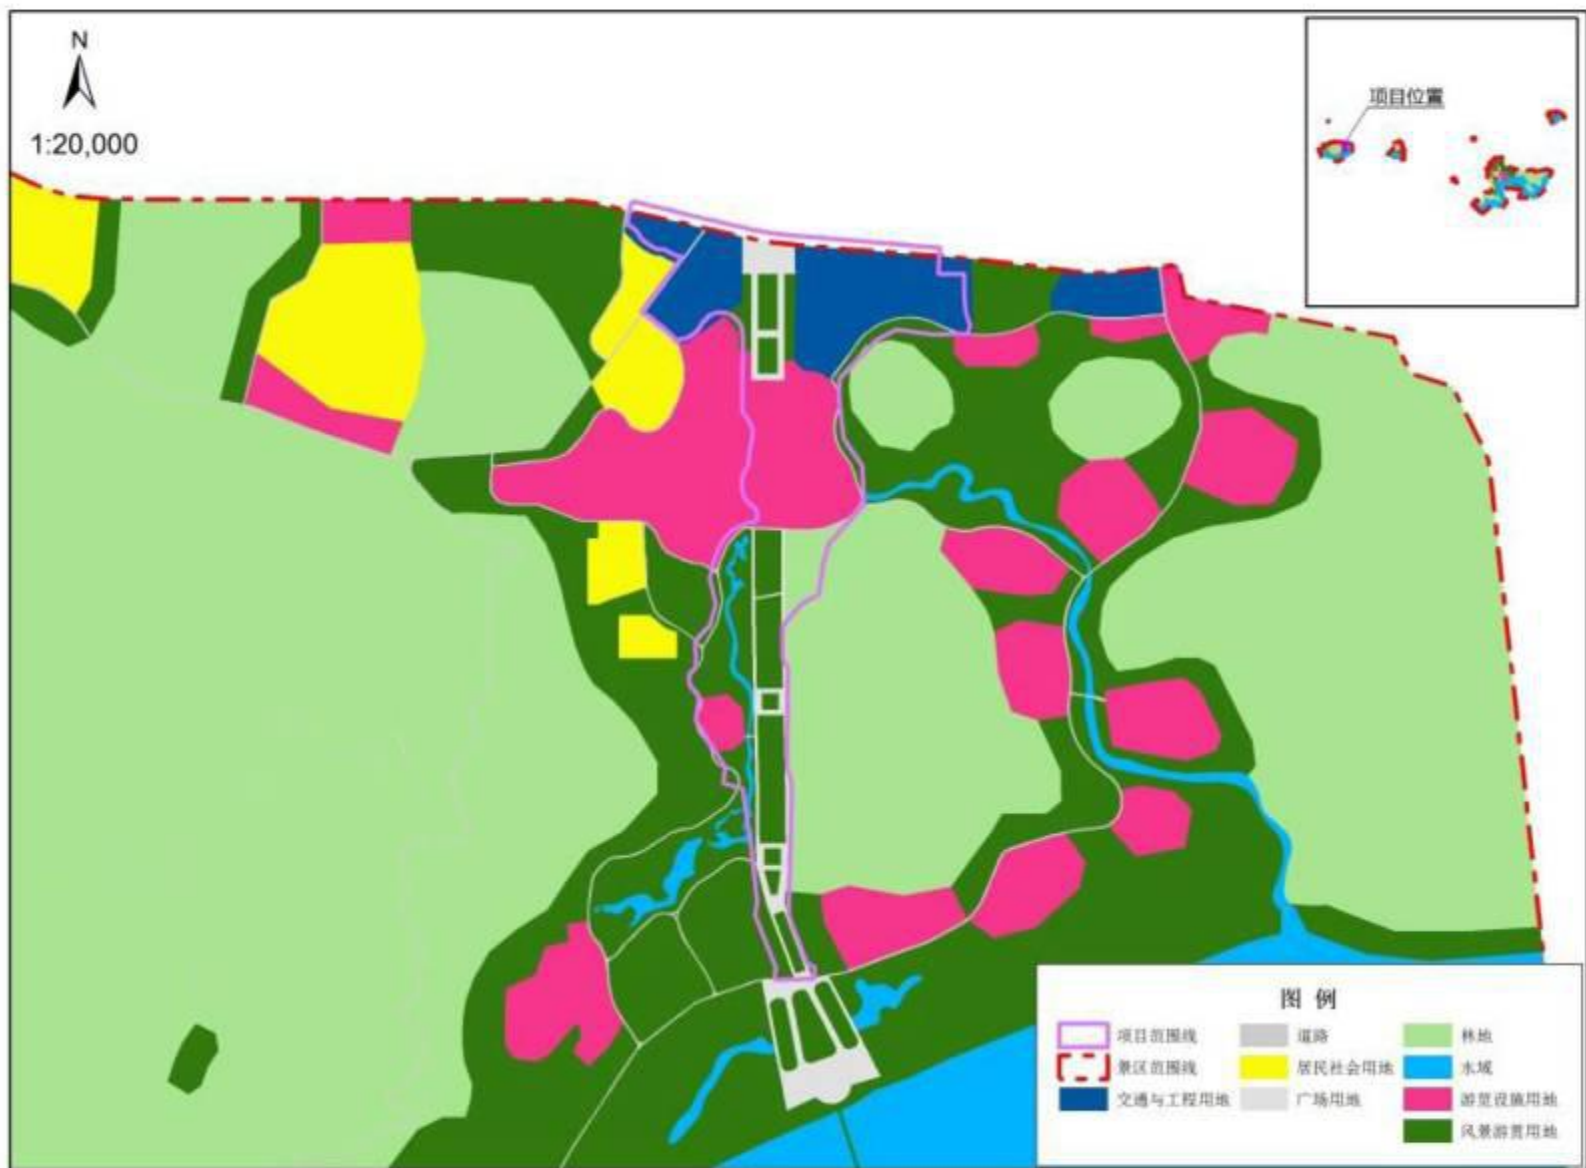 N
1:20,000
项目位置
图 例
项目范围线
道路
林地
景区范围线
居民社会用地
水域
交通与工程用地
广场用地
游览设施用地
风景游赏用地